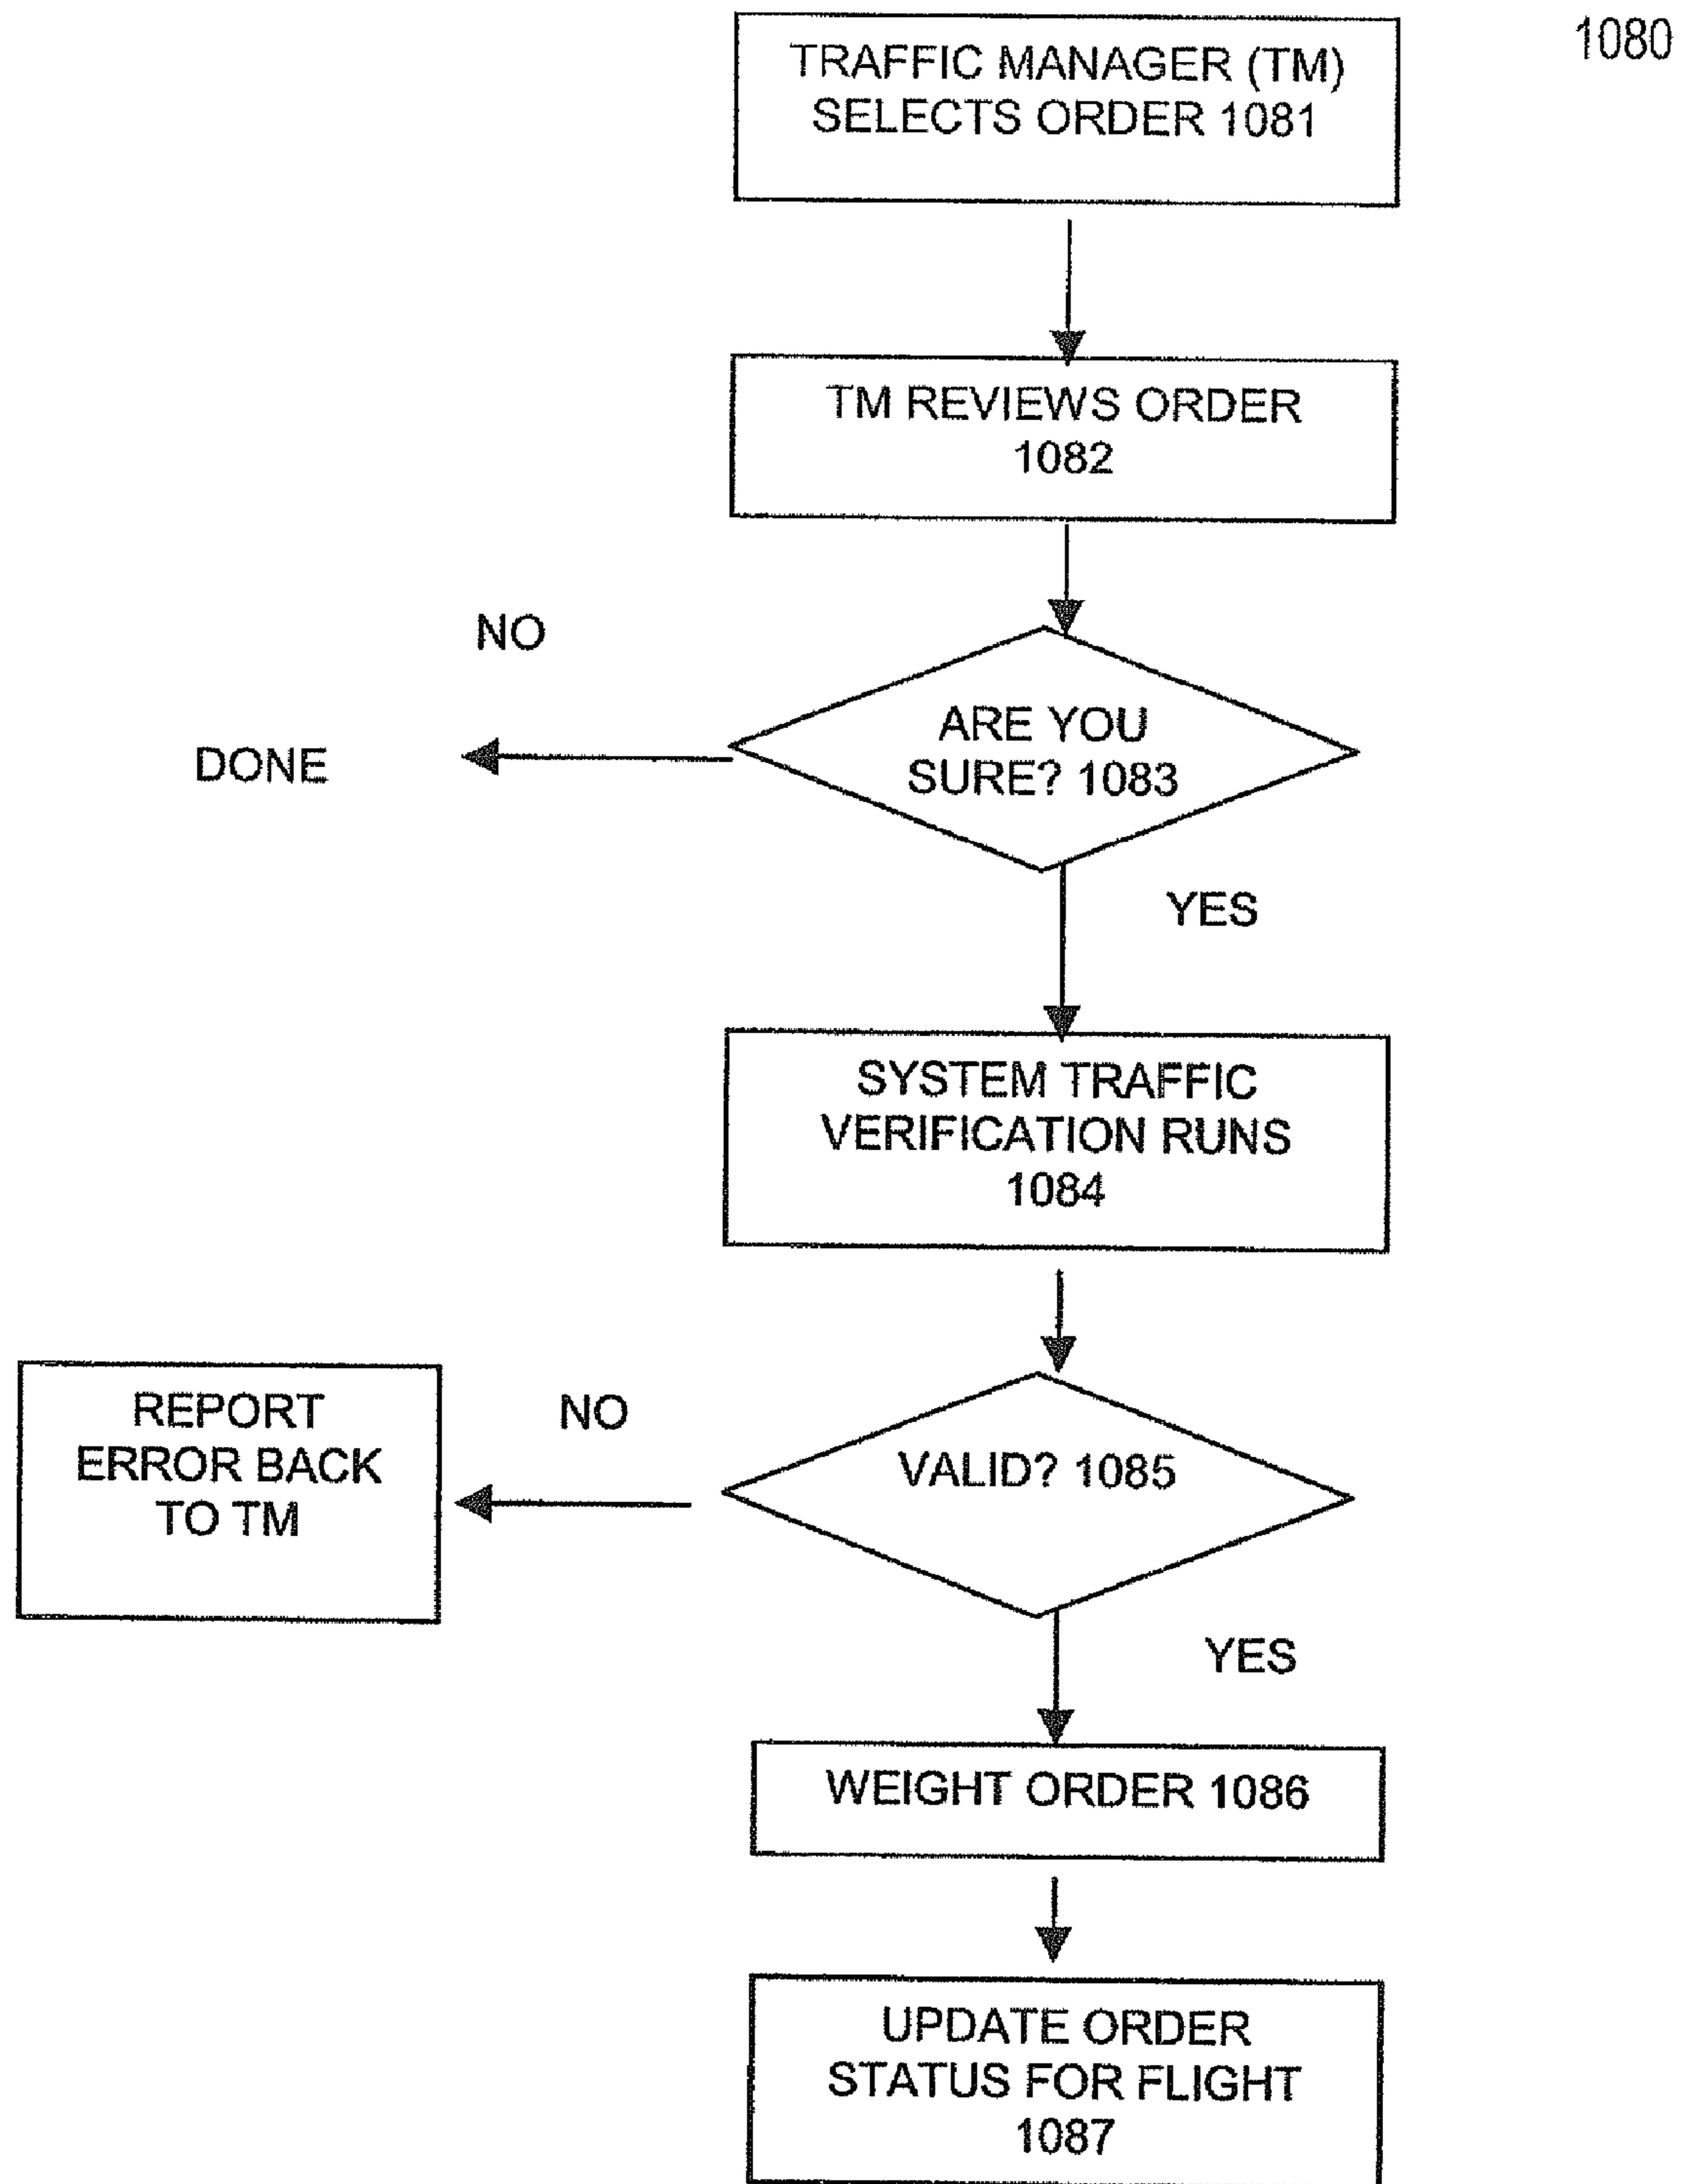 1080
TRAFFIC MANAGER (TM)
SELECTS ORDER 1081
TM REVIEWS ORDER
1082
NO
ARE YOU
SURE? 1083
DONE
YES
SYSTEM TRAFFIC
VERIFICATION RUNS
1084
REPORT
ERROR BACK
TO TM
NO
VALID? 1085
YES
WEIGHT ORDER 1086
UPDATE ORDER
STATUS FOR FLIGHT
1087